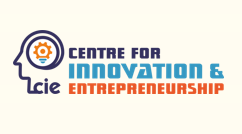 CENTRE FOR
INNOVATION &
cie ENTREPRENEURSHIP